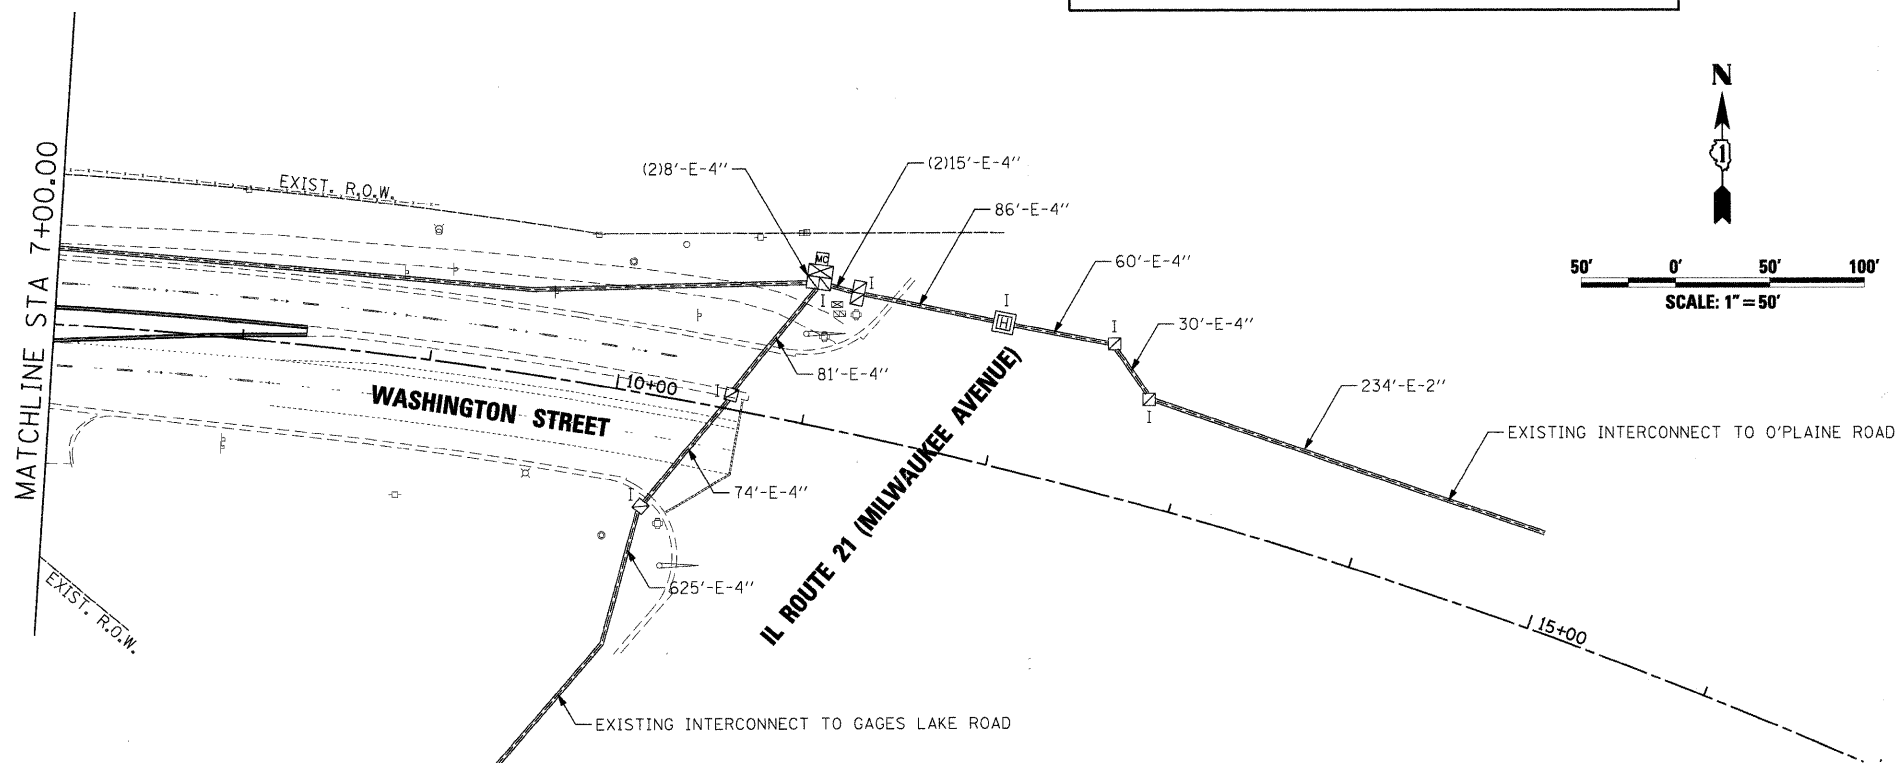 MATCHLINE STA 7+00.00
EXIST. R.O.W.
(2)8'-E-4''
(2)15'-E-4''
86'-E-4''
60'-E-4''
30'-E-4''
234'-E-2''
EXISTING INTERCONNECT TO O'PLAINE ROAD
N
1
50' 0' 50' 100'
SCALE: 1" = 50'
MC
I
I
I
H
I
I
81'-E-4''
I
10+00
WASHINGTON STREET
IL ROUTE 21 (MILWAUKEE AVENUE)
74'-E-4''
I
625'-E-4''
EXIST. R.O.W.
15+00
EXISTING INTERCONNECT TO GAGES LAKE ROAD